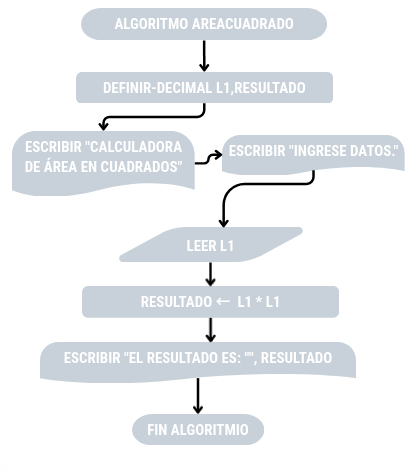 ALGORITMO AREACUADRADO
DEFINIR-DECIMAL L1,RESULTADO
ESCRIBIR "CALCULADORA
DE ÁREA EN CUADRADOS"
ESCRIBIR "INGRESE DATOS."
LEER L1
RESULTADO ← L1 * L1
ESCRIBIR "EL RESULTADO ES: "", RESULTADO
FIN ALGORITMIO